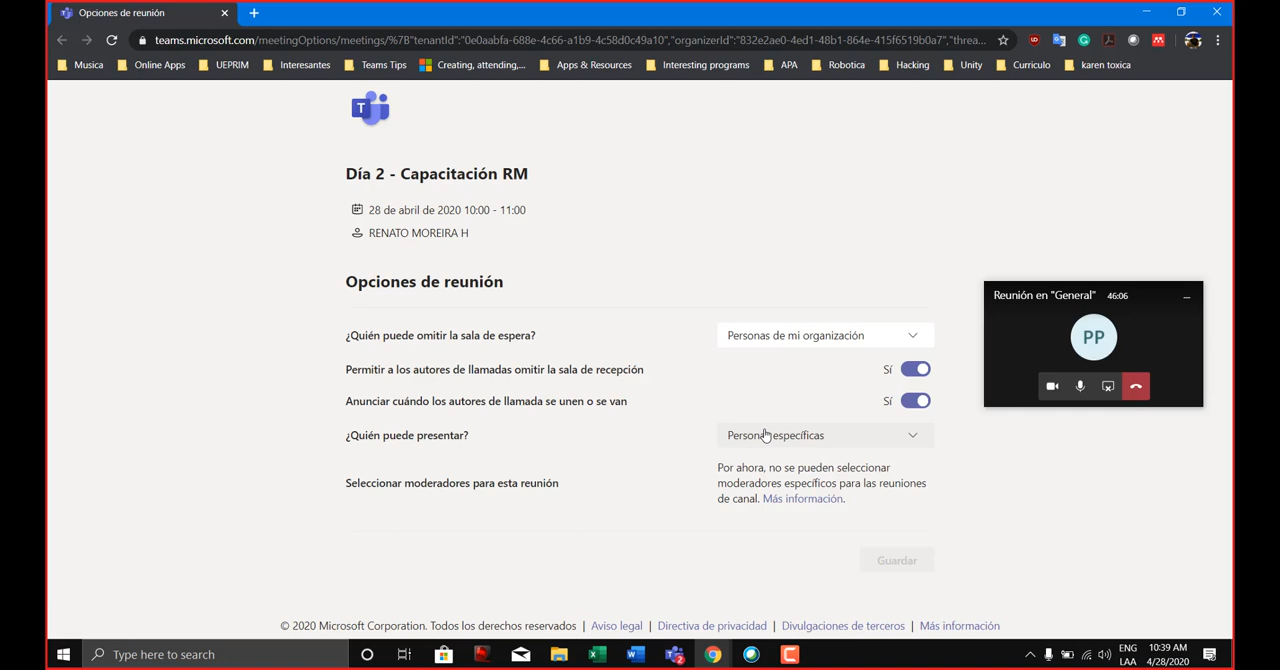 Opciones de reunión
teams.microsoft.com/meetingOptions/meetings/%7B"tenantId":"0e0aabfa-688e-4c66-a1b9-4c58d0c49a10","organizerId":"832e2ae0-4ed1-48b1-864e-415f6519b0a7","threa...
Musica Online Apps UEPRIM Interesantes Teams Tips Creating, attending,... Apps & Resources Interesting programs APA Robotica Hacking Unity Curriculo karen toxica
T
Día 2 - Capacitación RM
28 de abril de 2020 10:00 - 11:00
RENATO MOREIRA H
Opciones de reunión
Reunión en "General" 46:06
PP
¿Quién puede omitir la sala de espera? Personas de mi organización
Permitir a los autores de llamadas omitir la sala de recepción Sí
Anunciar cuándo los autores de llamada se unen o se van Sí
¿Quién puede presentar? Personas específicas
Por ahora, no se pueden seleccionar
Seleccionar moderadores para esta reunión moderadores específicos para las reuniones
de canal. Más información.
Guardar
© 2020 Microsoft Corporation. Todos los derechos reservados | Aviso legal | Directiva de privacidad | Divulgaciones de terceros | Más información
Type here to search
ENG 10:39 AM
LAA 4/28/2020